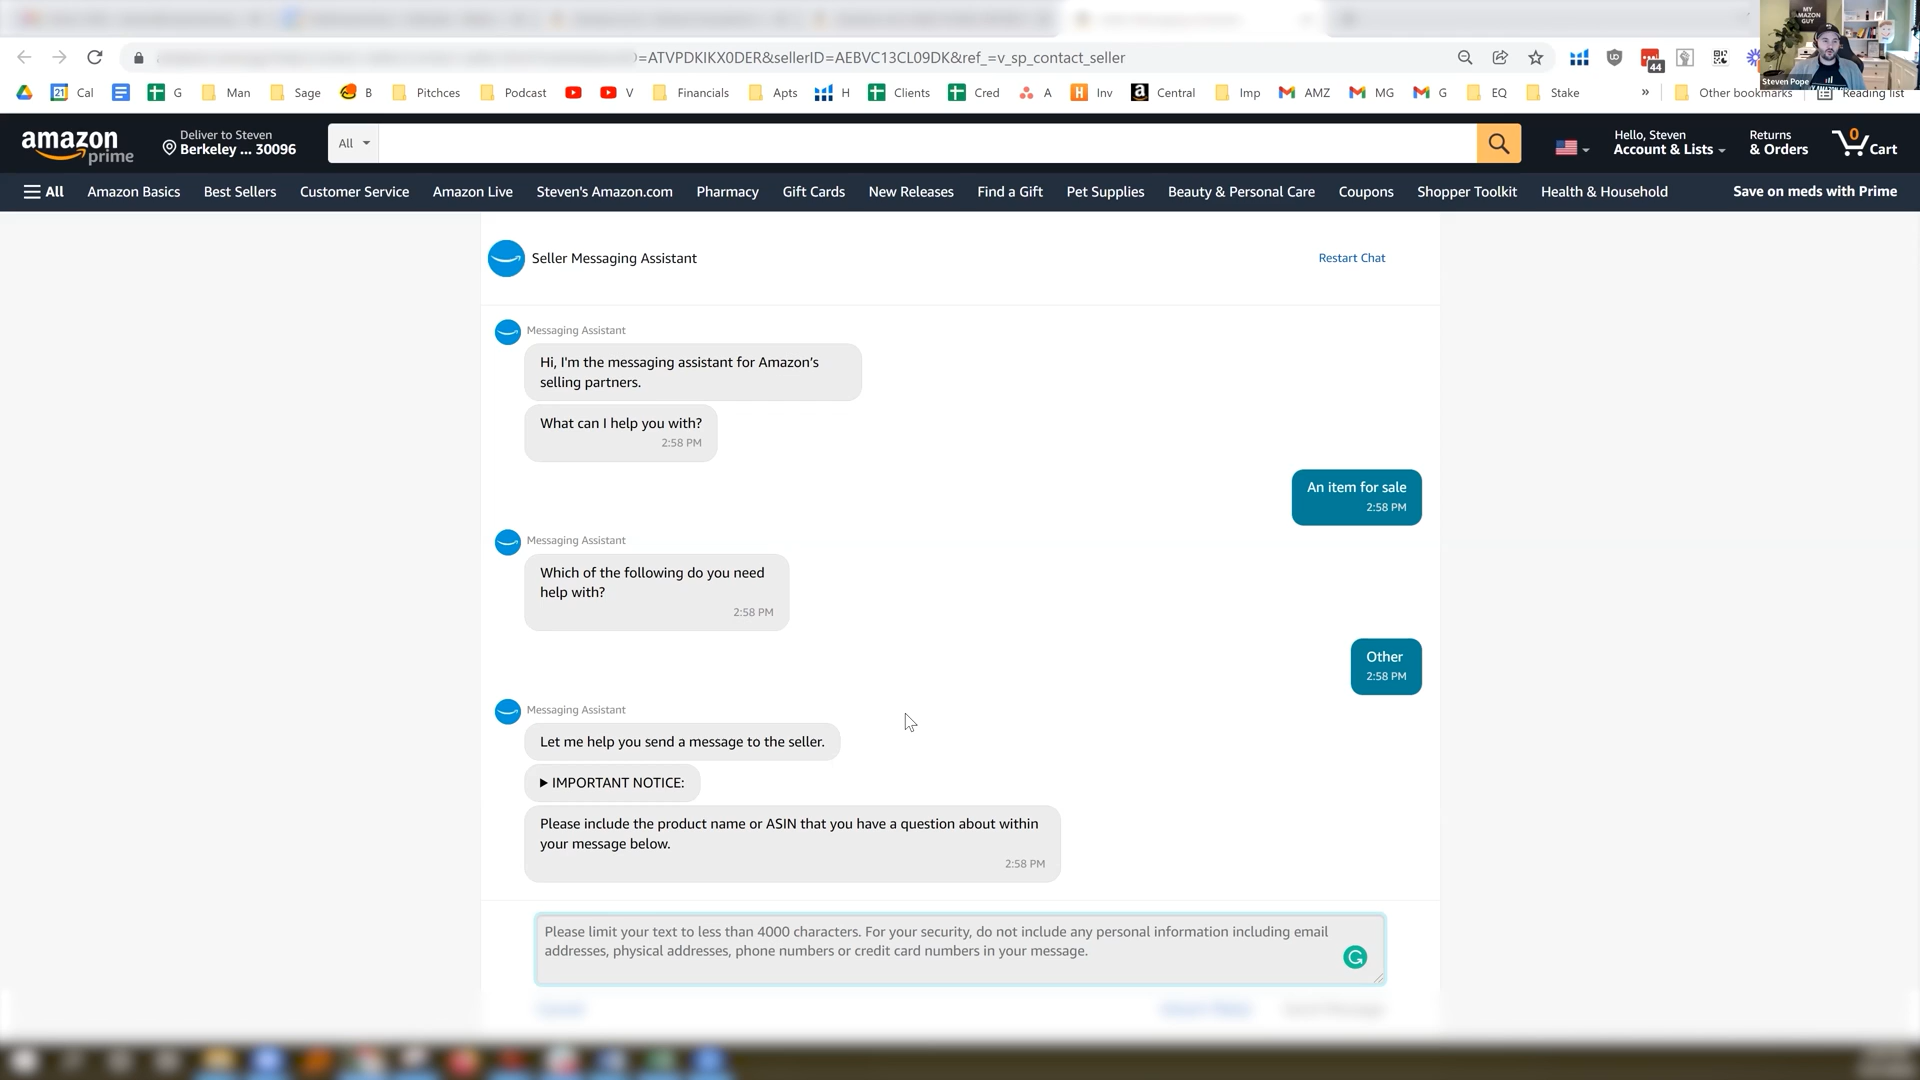 =ATVPDKIKX0DER&sellerID=AEBVC13CL09DK&ref_=v_sp_contact_seller
44
MY
AMAZON
GUY
Steven Pope
21 Cal
G
Man
Sage
B
Pitchces
Podcast
V
Financials
Apts
H
Clients
Cred
A
H Inv
a Central
Imp
AMZ
MG
G
EQ
Stake
»
Other bookmarks
Reading list
amazon
prime
Deliver to Steven
Berkeley ... 30096
All
Hello, Steven
Account & Lists
Returns
& Orders
0
Cart
All
Amazon Basics
Best Sellers
Customer Service
Amazon Live
Steven's Amazon.com
Pharmacy
Gift Cards
New Releases
Find a Gift
Pet Supplies
Beauty & Personal Care
Coupons
Shopper Toolkit
Health & Household
Save on meds with Prime
Seller Messaging Assistant
Restart Chat
Messaging Assistant
Hi, I'm the messaging assistant for Amazon's
selling partners.
What can I help you with?
2:58 PM
An item for sale
2:58 PM
Messaging Assistant
Which of the following do you need
help with?
2:58 PM
Other
2:58 PM
Messaging Assistant
Let me help you send a message to the seller.
▶ IMPORTANT NOTICE:
Please include the product name or ASIN that you have a question about within
your message below.
2:58 PM
Please limit your text to less than 4000 characters. For your security, do not include any personal information including email
addresses, physical addresses, phone numbers or credit card numbers in your message.